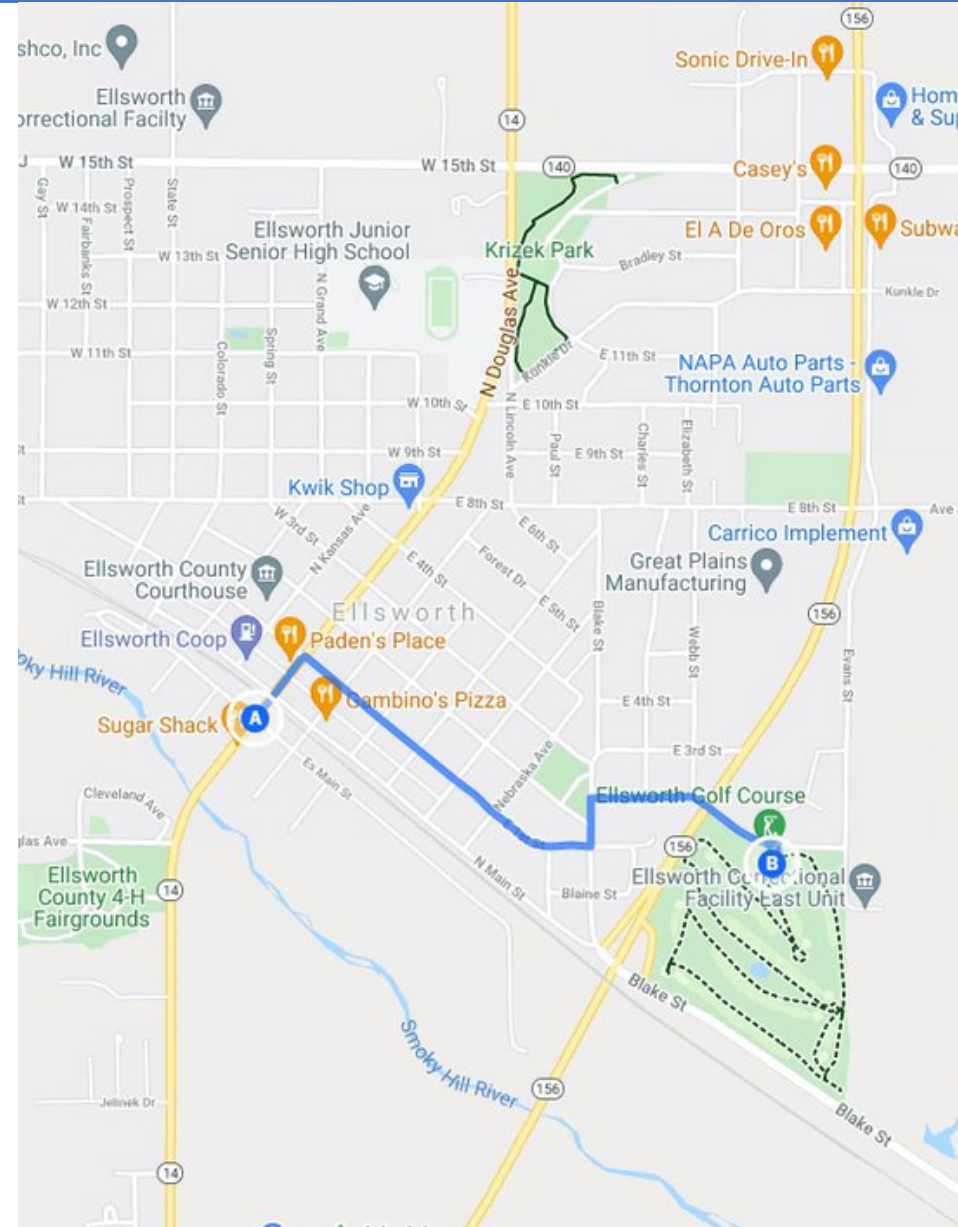 156
shco, Inc
Sonic Drive-In
Ellsworth
orrectional Facilty
Hom
& Sup
14
J
W 15th St
W 15th St
140
Casey's
140
Gay St
Prospect St
State St
W 14th St
Fairbanks St
Ellsworth Junior
Senior High School
Krizek Park
El A De Oros
Subwa
W 13th St
N Grand Ave
Bradley St
Kunkle Dr
W 12th St
N Douglas Ave
Spring St
Colorado St
W 11th St
Kunkle Dr
E 11th St
NAPA Auto Parts -
Thornton Auto Parts
W 10th St
N Lincoln Ave
E 10th St
Paul St
Charles St
Elizabeth St
W 9th St
E 9th St
St
Kwik Shop
St
E 8th St
E 8th St
Ave
W 3rd St
N Kansas Ave
E 6th St
Carrico Implement
E 4th St
Forest Dr
Great Plains
Manufacturing
Ellsworth County
Courthouse
E 5th St
Blake St
Ellsworth
156
Ellsworth Coop
Paden's Place
Webb St
Evans St
oky Hill River
Gambino's Pizza
E 4th St
A
Sugar Shack
E 3rd St
Es Main St
Nebraska Ave
Cleveland Ave
Ellsworth Golf Course
glas Ave
E 1st St
156
B
N Main St
Ellsworth Correctional
Facility East Unit
Ellsworth
County 4-H
Fairgrounds
14
Blaine St
Blake St
Smoky Hill River
156
Jelinek Dr
Blake St
14